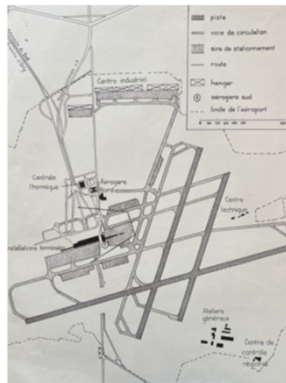 piste
voie de circulation
aire de stationnement
route
hangar
aérogare sud
limite de l'aéroport
Centre industriel
Centrale
thermique
Aérogare
nord
Centre
technique
Installations terminales
Ateliers
généraux
Centre de
contrôle
régional